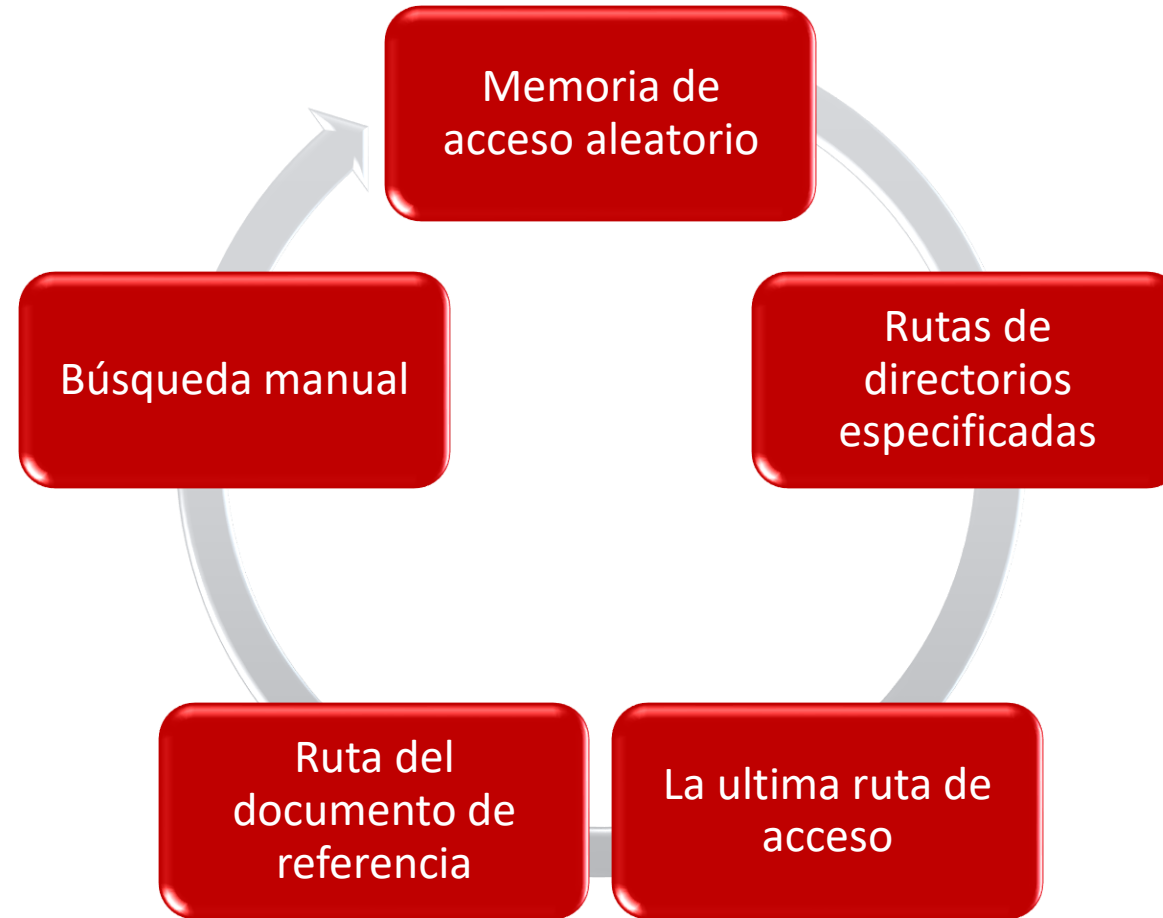 Memoria de
acceso aleatorio
Rutas de
directorios
especificadas
La ultima ruta de
acceso
Ruta del
documento de
referencia
Búsqueda manual